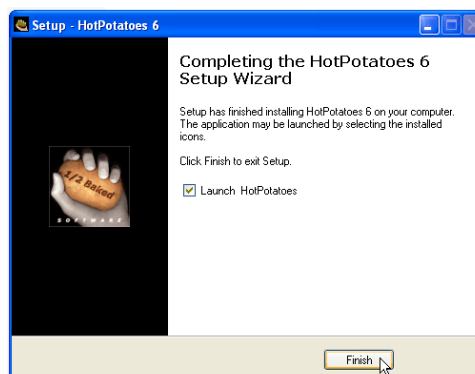 Setup - HotPotatoes 6
Completing the HotPotatoes 6
Setup Wizard
Setup has finished installing HotPotatoes 6 on your computer.
The application may be launched by selecting the installed
icons.
Click Finish to exit Setup.
1/2 Baked
SOFTWARE
Launch HotPotatoes
Finish